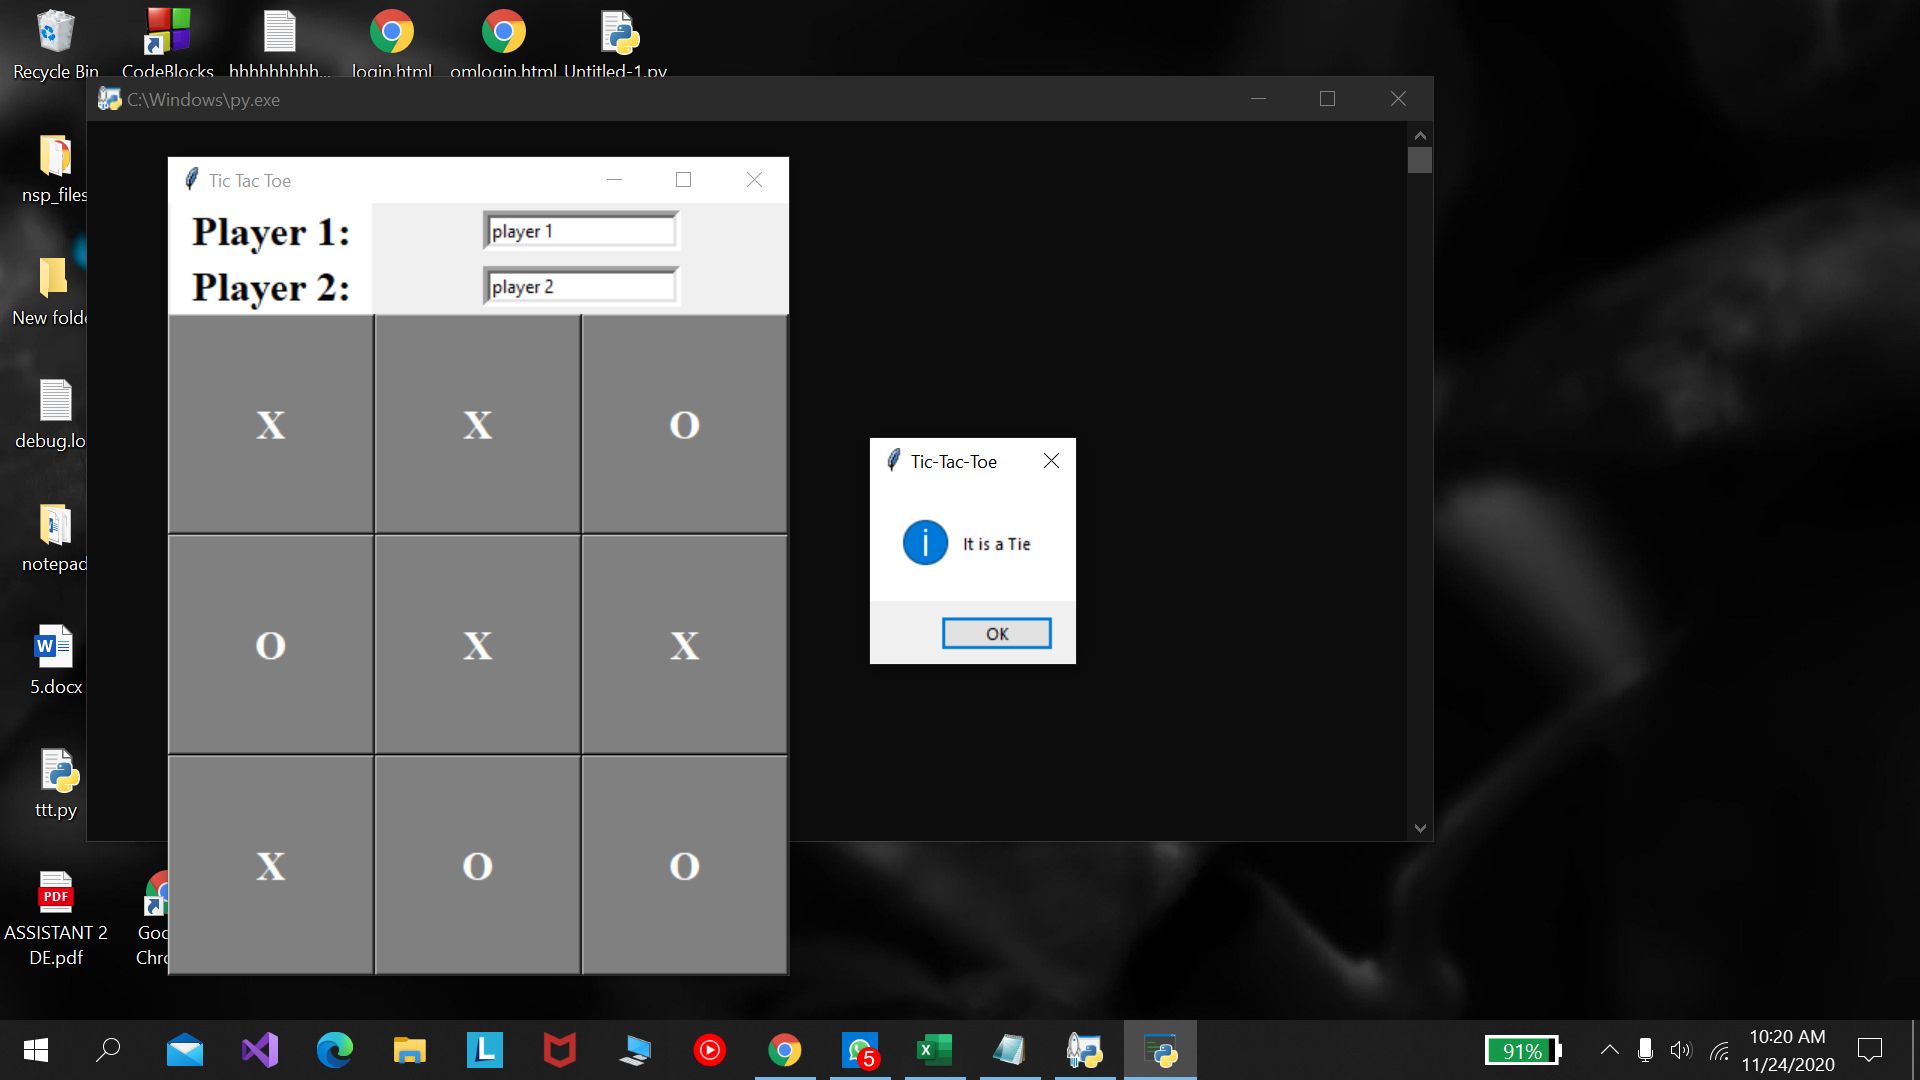 Recycle Bin
CodeBlocks
hhhhhhhhh...
login.html
omlogin.html
Untitled-1.py
C:\Windows\py.exe
nsp_files
New folde
debug.lo
notepad
W
5.docx
ttt.py
PDF
ASSISTANT 2
DE.pdf
Goo
Chro
Tic Tac Toe
Player 1:
player 1
Player 2:
player 2
X X O
O X X
X O O
Tic-Tac-Toe
i
It is a Tie
OK
L
5
X
91%
10:20 AM
11/24/2020